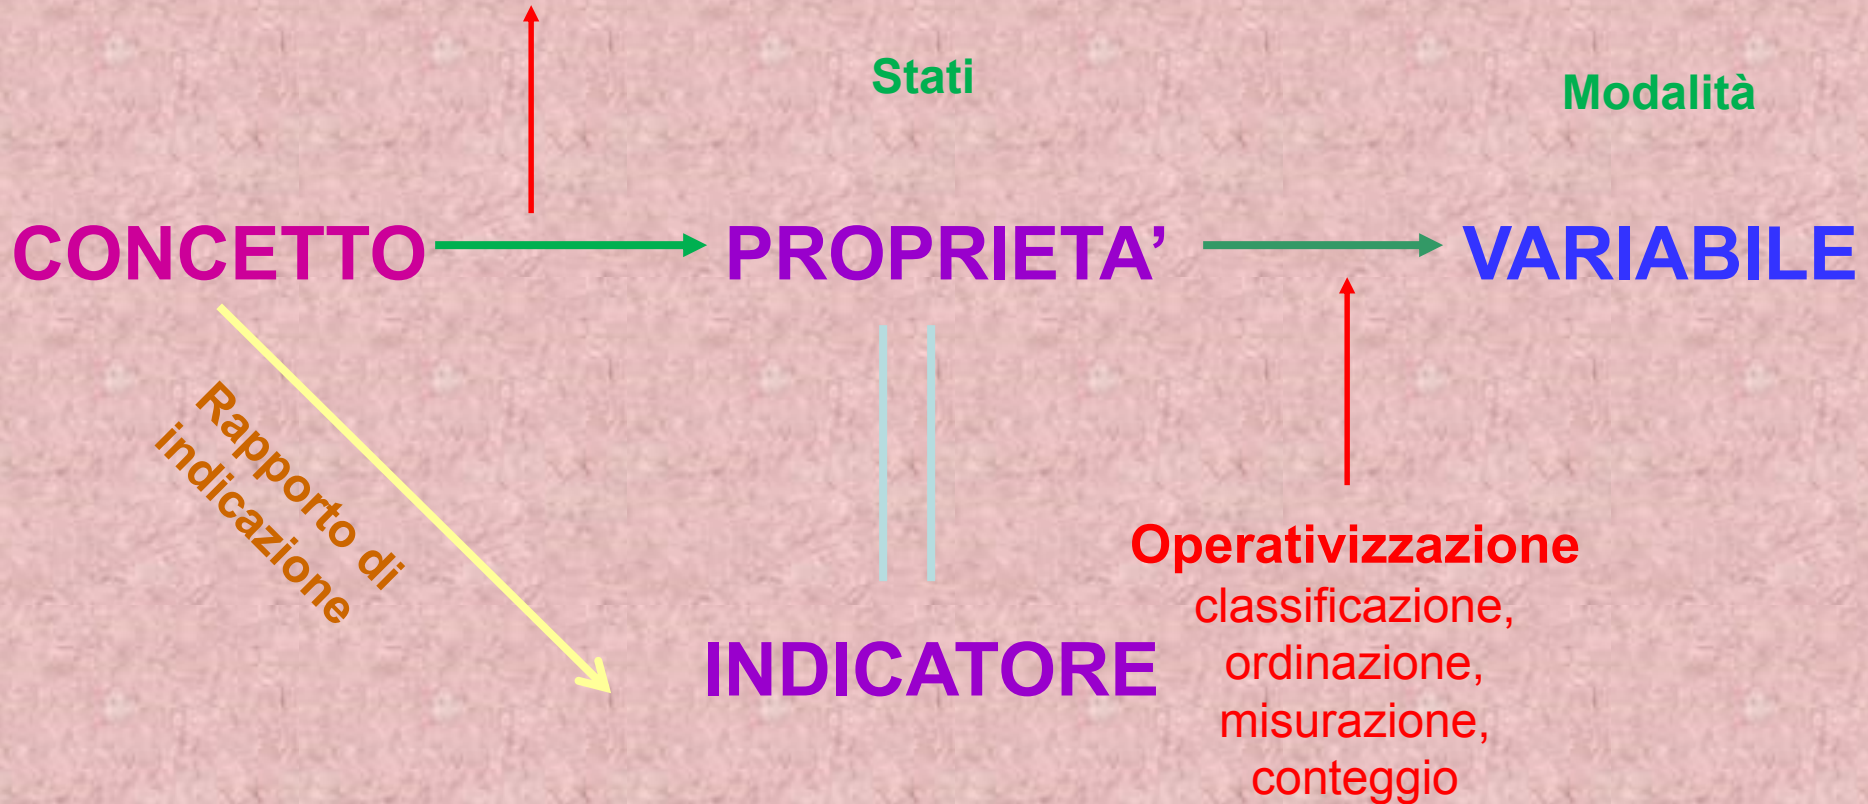 Stati
Modalità
CONCETTO
PROPRIETA’
VARIABILE
Rapporto di
indicazione
INDICATORE
Operativizzazione
classificazione,
ordinazione,
misurazione,
conteggio